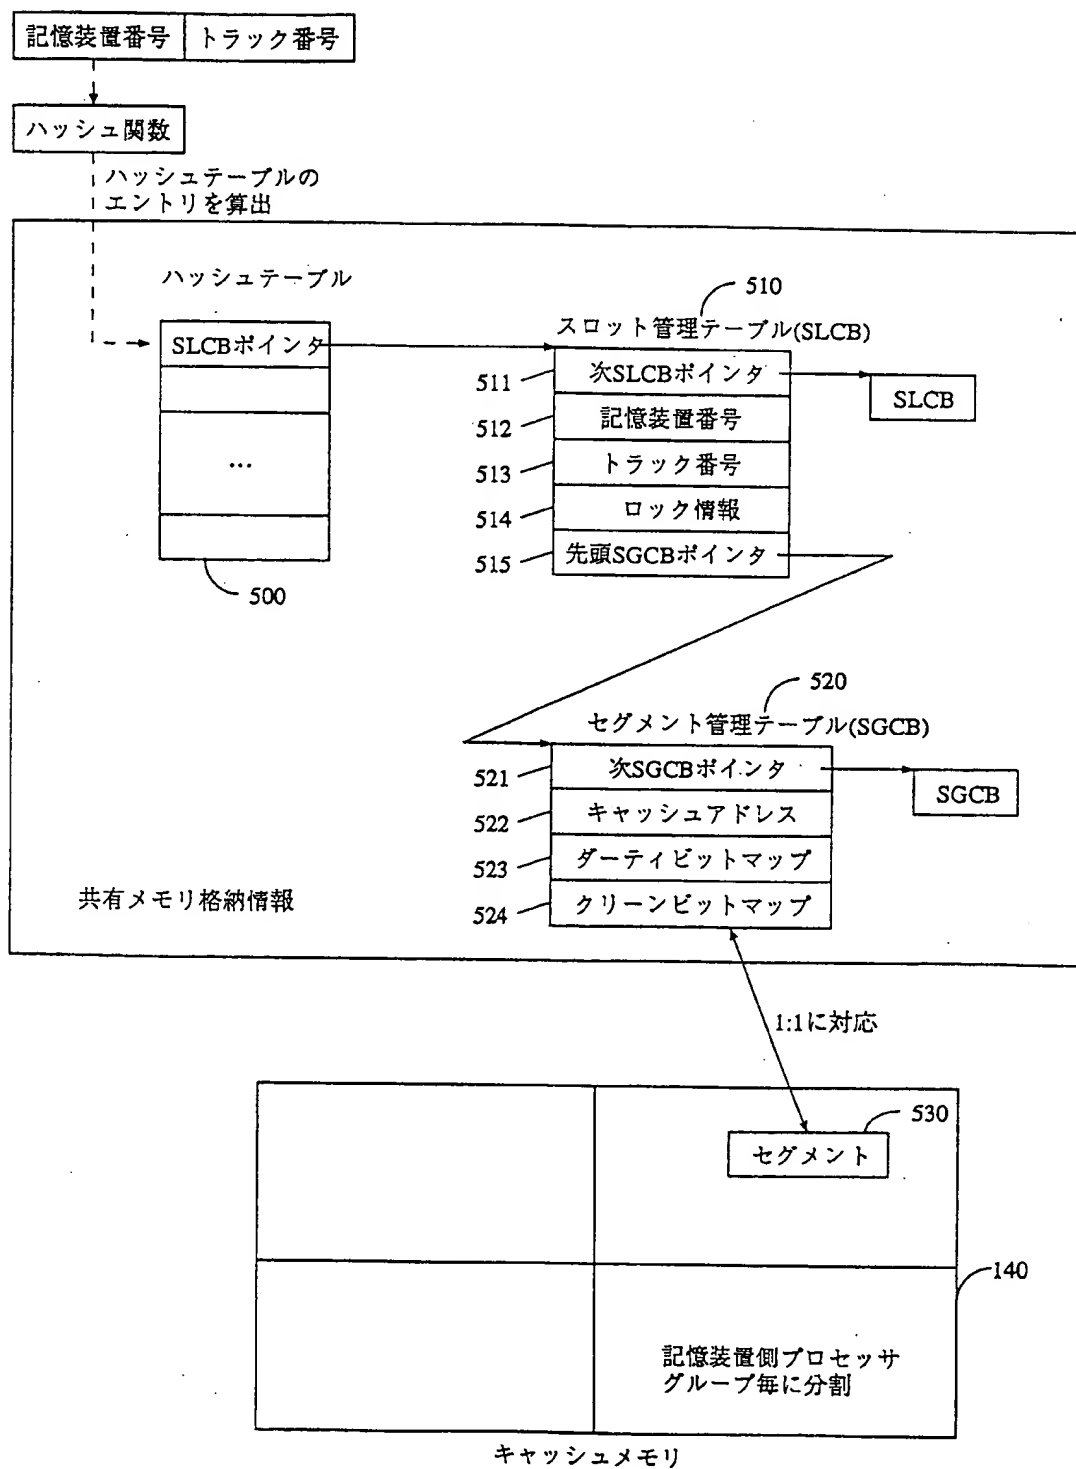 記憶装置番号 トラック番号
ハッシュ関数
ハッシュテーブルの
エントリを算出
ハッシュテーブル
510
スロット管理テーブル(SLCB)
SLCBポインタ
511 次SLCBポインタ
SLCB
512 記憶装置番号
513 トラック番号
514 ロック情報
515 先頭SGCBポインタ
...
500
520
セグメント管理テーブル(SGCB)
521 次SGCBポインタ
SGCB
522 キャッシュアドレス
523 ダーティビットマップ
524 クリーンビットマップ
共有メモリ格納情報
1:1に対応
530
セグメント
140
記憶装置側プロセッサ
グループ毎に分割
キャッシュメモリ